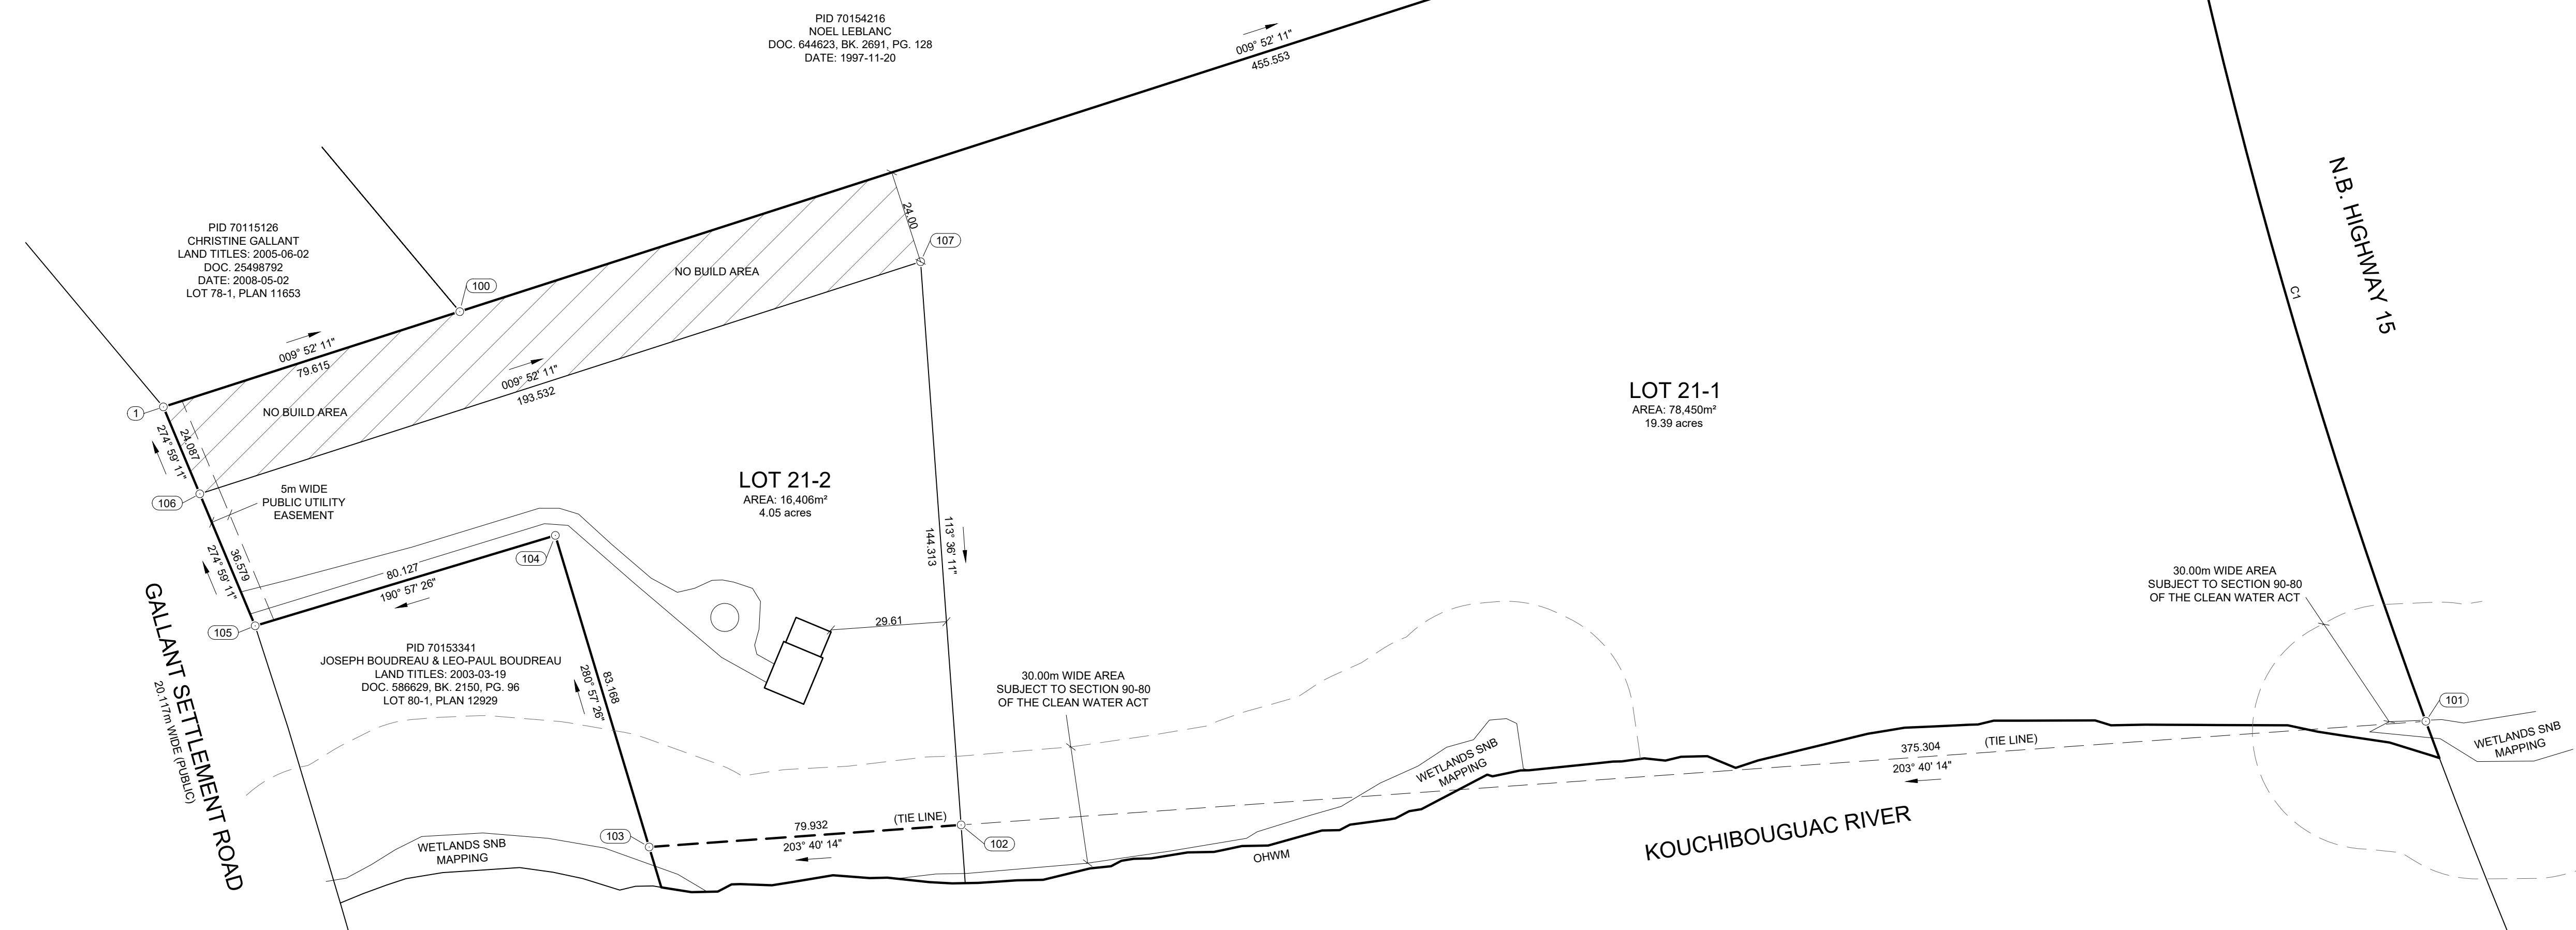 PID 70154216
NOEL LEBLANC
DOC. 644623, BK. 2691, PG. 128
DATE: 1997-11-20
009° 52' 11"
455.553
PID 70115126
CHRISTINE GALLANT
LAND TITLES: 2005-06-02
DOC. 25498792
DATE: 2008-05-02
LOT 78-1, PLAN 11653
N.B. HIGHWAY 15
C1
24.00
107
NO BUILD AREA
100
009° 52' 11"
79.615
009° 52' 11"
193.532
1
NO BUILD AREA
274° 59' 11"
24.087
106
5m WIDE
PUBLIC UTILITY
EASEMENT
LOT 21-2
AREA: 16,406m²
4.05 acres
LOT 21-1
AREA: 78,450m²
19.39 acres
113° 36' 11"
144.313
274° 59' 11"
36.579
104
80.127
190° 57' 26"
105
29.61
GALLANT SETTLEMENT ROAD
20.117m WIDE (PUBLIC)
PID 70153341
JOSEPH BOUDREAU & LEO-PAUL BOUDREAU
LAND TITLES: 2003-03-19
DOC. 586629, BK. 2150, PG. 96
LOT 80-1, PLAN 12929
83.168
280° 57' 26"
30.00m WIDE AREA
SUBJECT TO SECTION 90-80
OF THE CLEAN WATER ACT
30.00m WIDE AREA
SUBJECT TO SECTION 90-80
OF THE CLEAN WATER ACT
101
WETLANDS SNB
MAPPING
WETLANDS SNB
MAPPING
375.304
(TIE LINE)
203° 40' 14"
103
79.932
(TIE LINE)
203° 40' 14"
102
WETLANDS SNB
MAPPING
OHWM
KOUCHIBOUGUAC RIVER